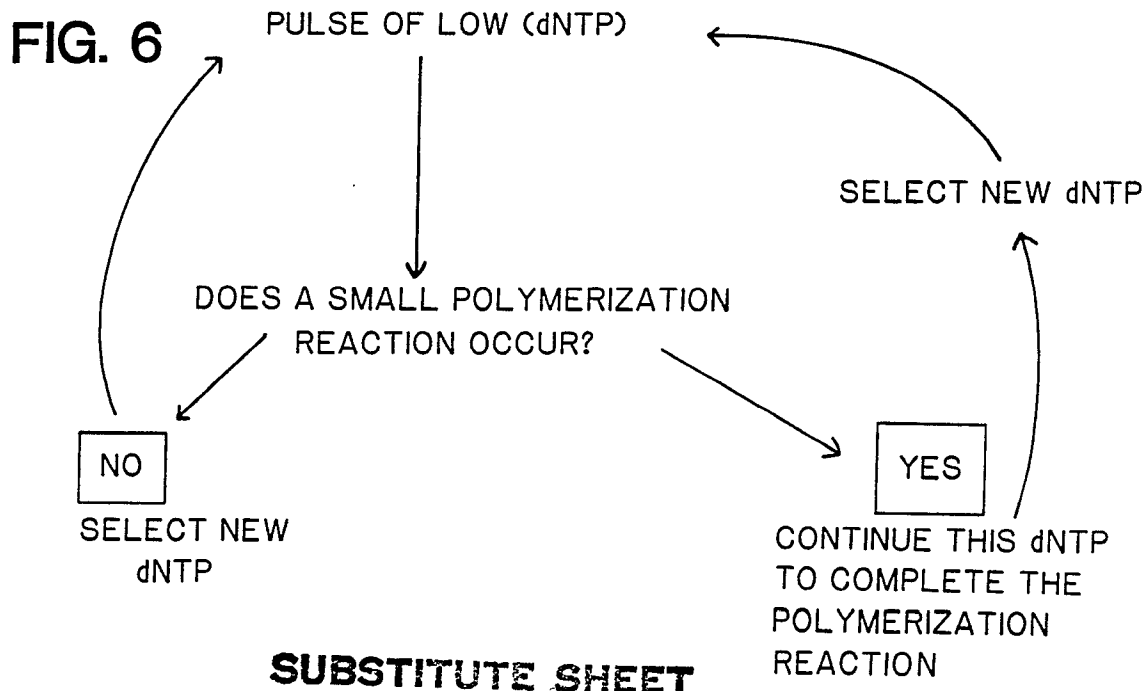 FIG. 6
PULSE OF LOW (dNTP)
SELECT NEW dNTP
DOES A SMALL POLYMERIZATION
REACTION OCCUR?
NO
SELECT NEW
dNTP
YES
CONTINUE THIS dNTP
TO COMPLETE THE
POLYMERIZATION
REACTION
SUBSTITUTE SHEET